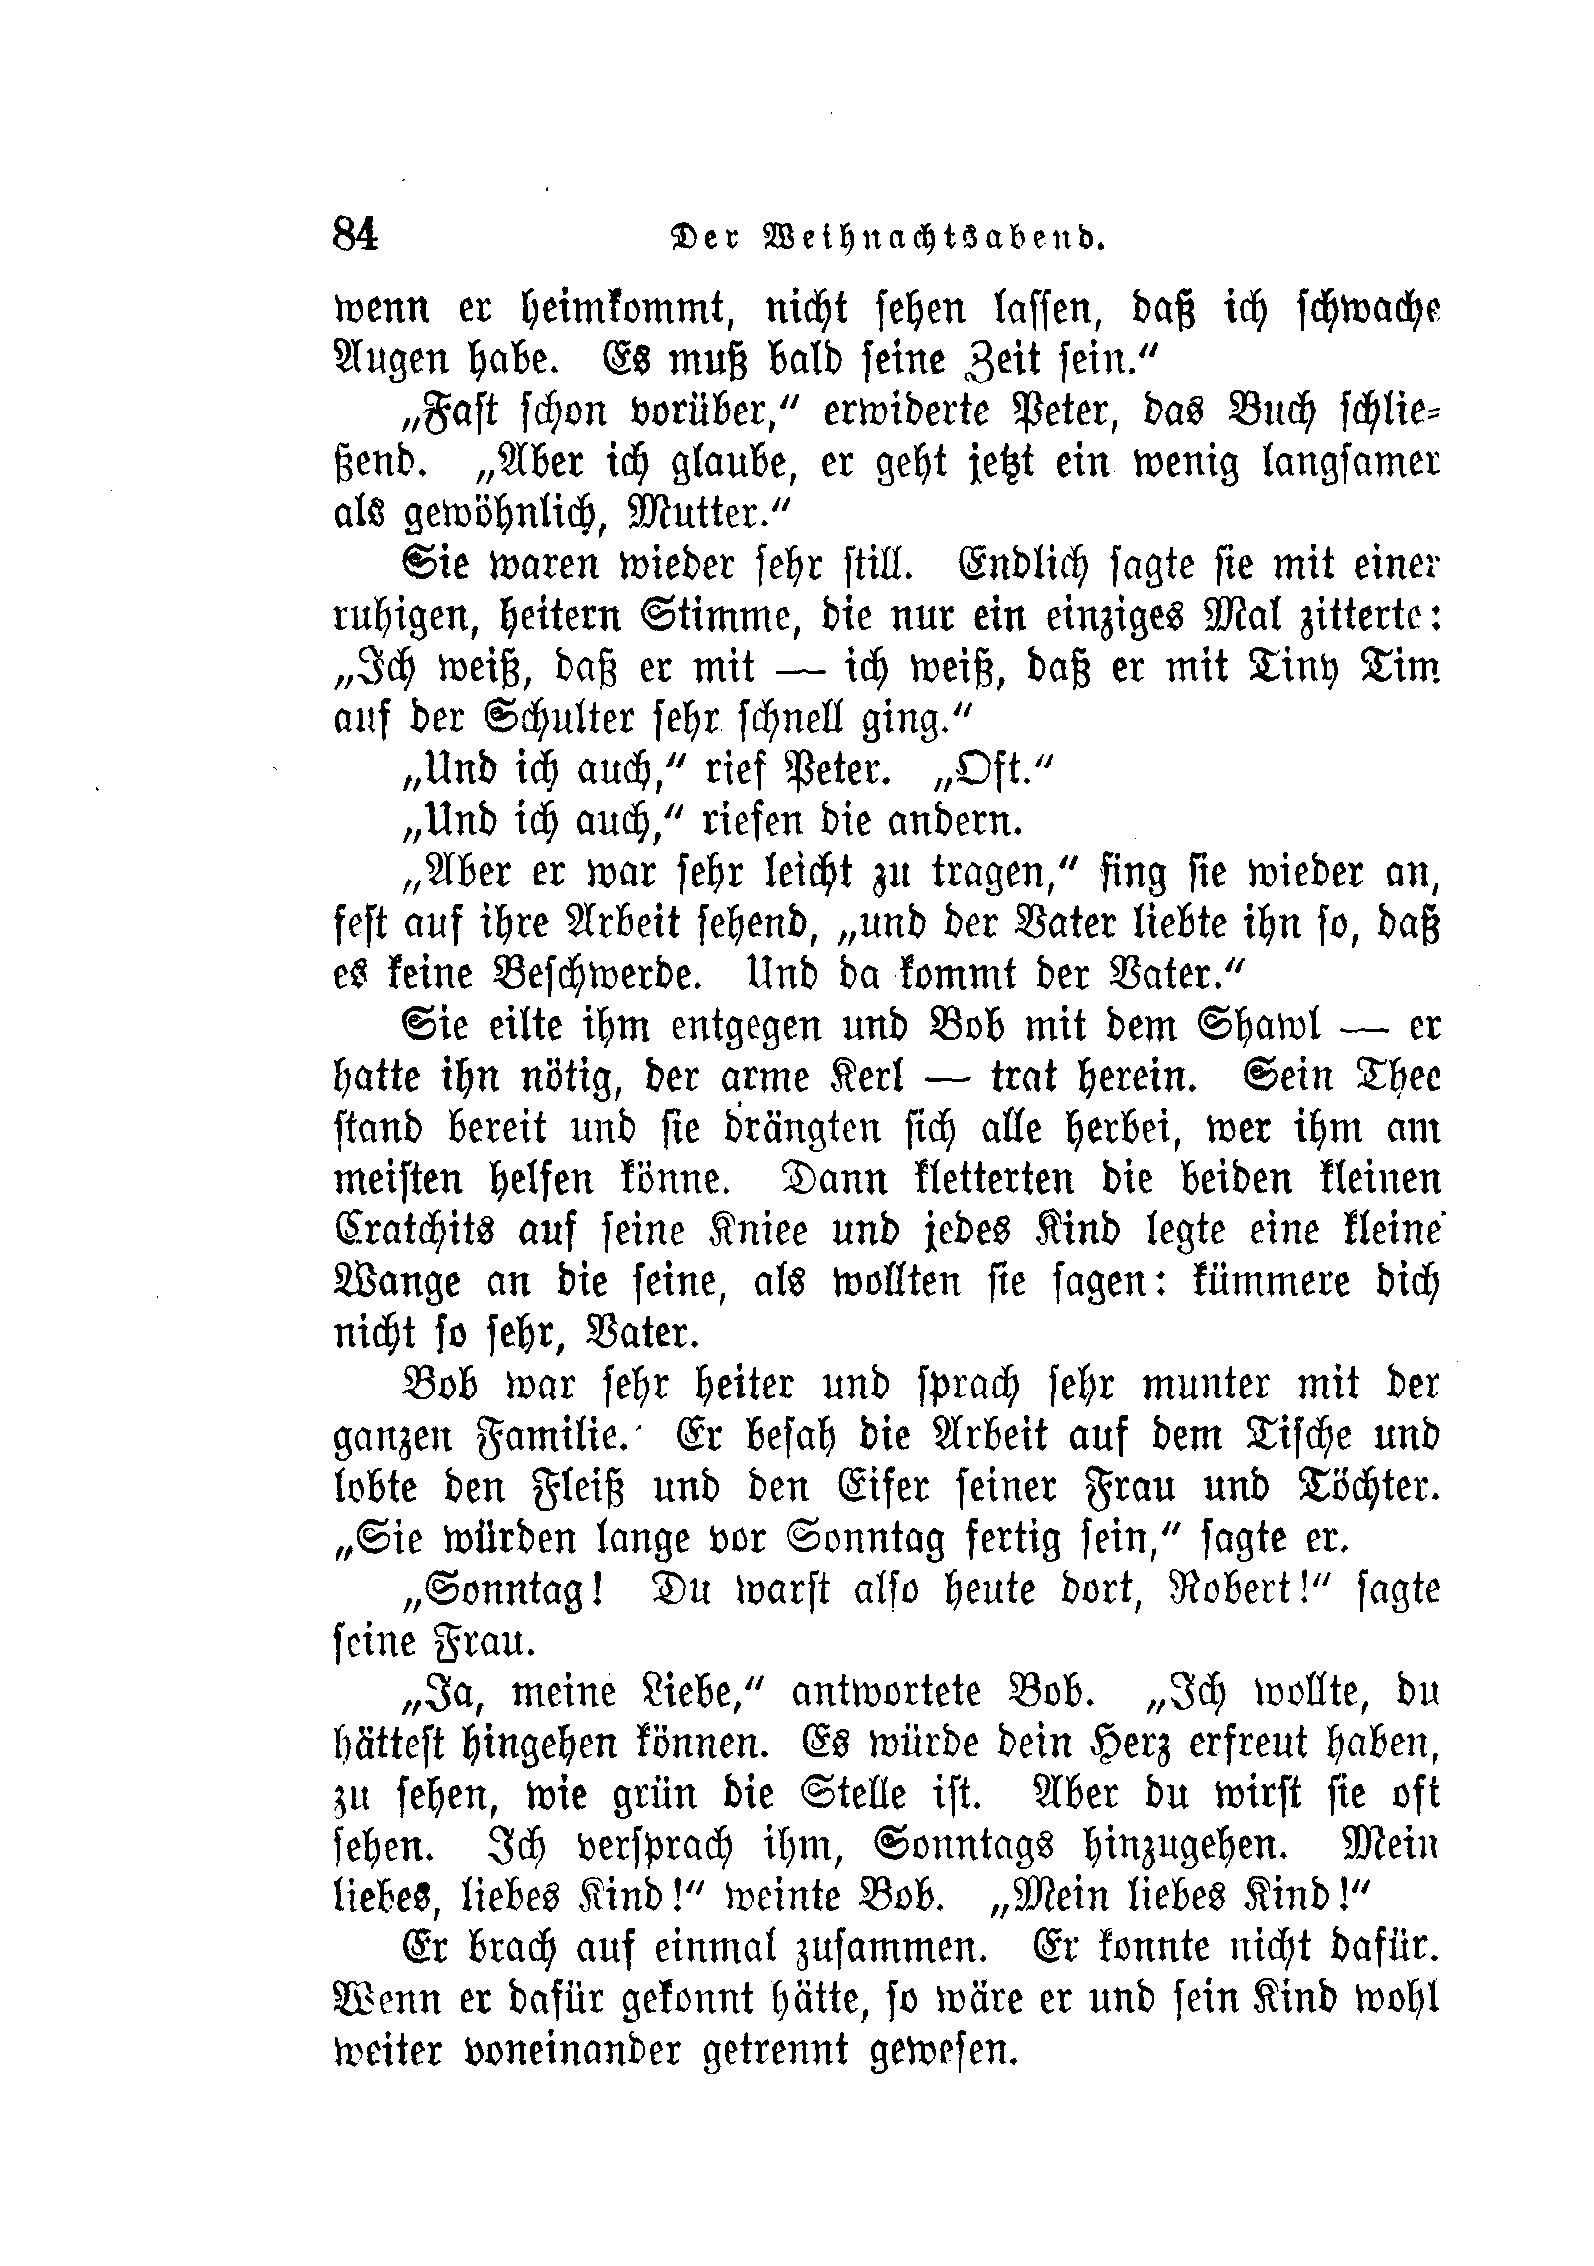 84 Der Weihnachtsabend.
wenn er heimkommt, nicht sehen lassen, daß ich schwache
Augen habe. Es muß bald seine Zeit sein.“
„Fast schon vorüber,“ erwiderte Peter, das Buch schlie-
ßend. „Aber ich glaube, er geht jetzt ein wenig langsamer
als gewöhnlich, Mutter.“
Sie waren wieder sehr still. Endlich sagte sie mit einer
ruhigen, heitern Stimme, die nur ein einziges Mal zitterte:
„Ich weiß, daß er mit — ich weiß, daß er mit Tiny Tim
auf der Schulter sehr schnell ging.“
„Und ich auch,“ rief Peter. „Oft.“
„Und ich auch,“ riefen die andern.
„Aber er war sehr leicht zu tragen,“ fing sie wieder an,
fest auf ihre Arbeit sehend, „und der Vater liebte ihn so, daß
es keine Beschwerde. Und da kommt der Vater.“
Sie eilte ihm entgegen und Bob mit dem Shawl — er
hatte ihn nötig, der arme Kerl — trat herein. Sein Thee
stand bereit und sie drängten sich alle herbei, wer ihm am
meisten helfen könne. Dann kletterten die beiden kleinen
Cratchits auf seine Kniee und jedes Kind legte eine kleine
Wange an die seine, als wollten sie sagen: kümmere dich
nicht so sehr, Vater.
Bob war sehr heiter und sprach sehr munter mit der
ganzen Familie. Er besah die Arbeit auf dem Tische und
lobte den Fleiß und den Eifer seiner Frau und Töchter.
„Sie würden lange vor Sonntag fertig sein,“ sagte er.
„Sonntag! Du warst also heute dort, Robert!“ sagte
seine Frau.
„Ja, meine Liebe,“ antwortete Bob. „Ich wollte, du
hättest hingehen können. Es würde dein Herz erfreut haben,
zu sehen, wie grün die Stelle ist. Aber du wirst sie oft
sehen. Ich versprach ihm, Sonntags hinzugehen. Mein
liebes, liebes Kind!“ weinte Bob. „Mein liebes Kind!“
Er brach auf einmal zusammen. Er konnte nicht dafür.
Wenn er dafür gekonnt hätte, so wäre er und sein Kind wohl
weiter voneinander getrennt gewesen.